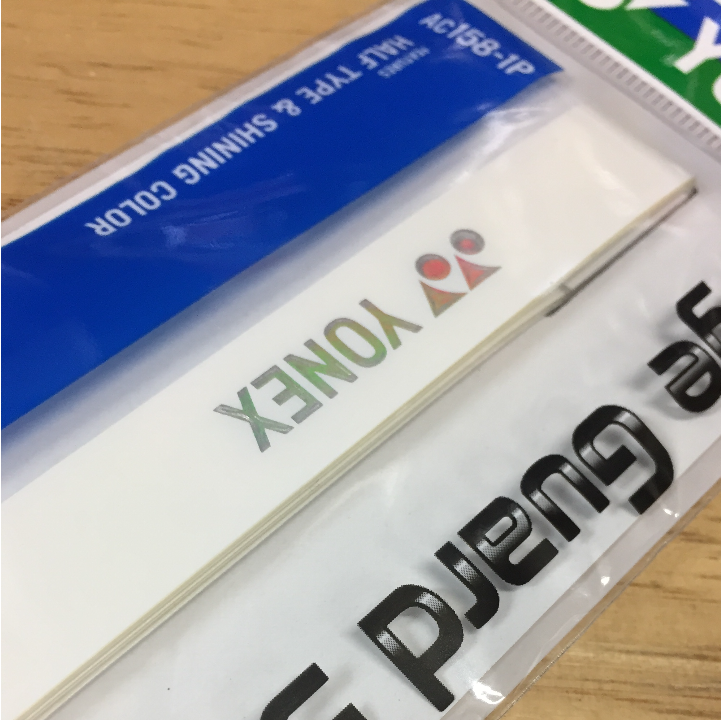 AC158-1P
FEATURES
HALF TYPE & SHINING COLOR
YONEX
Guard